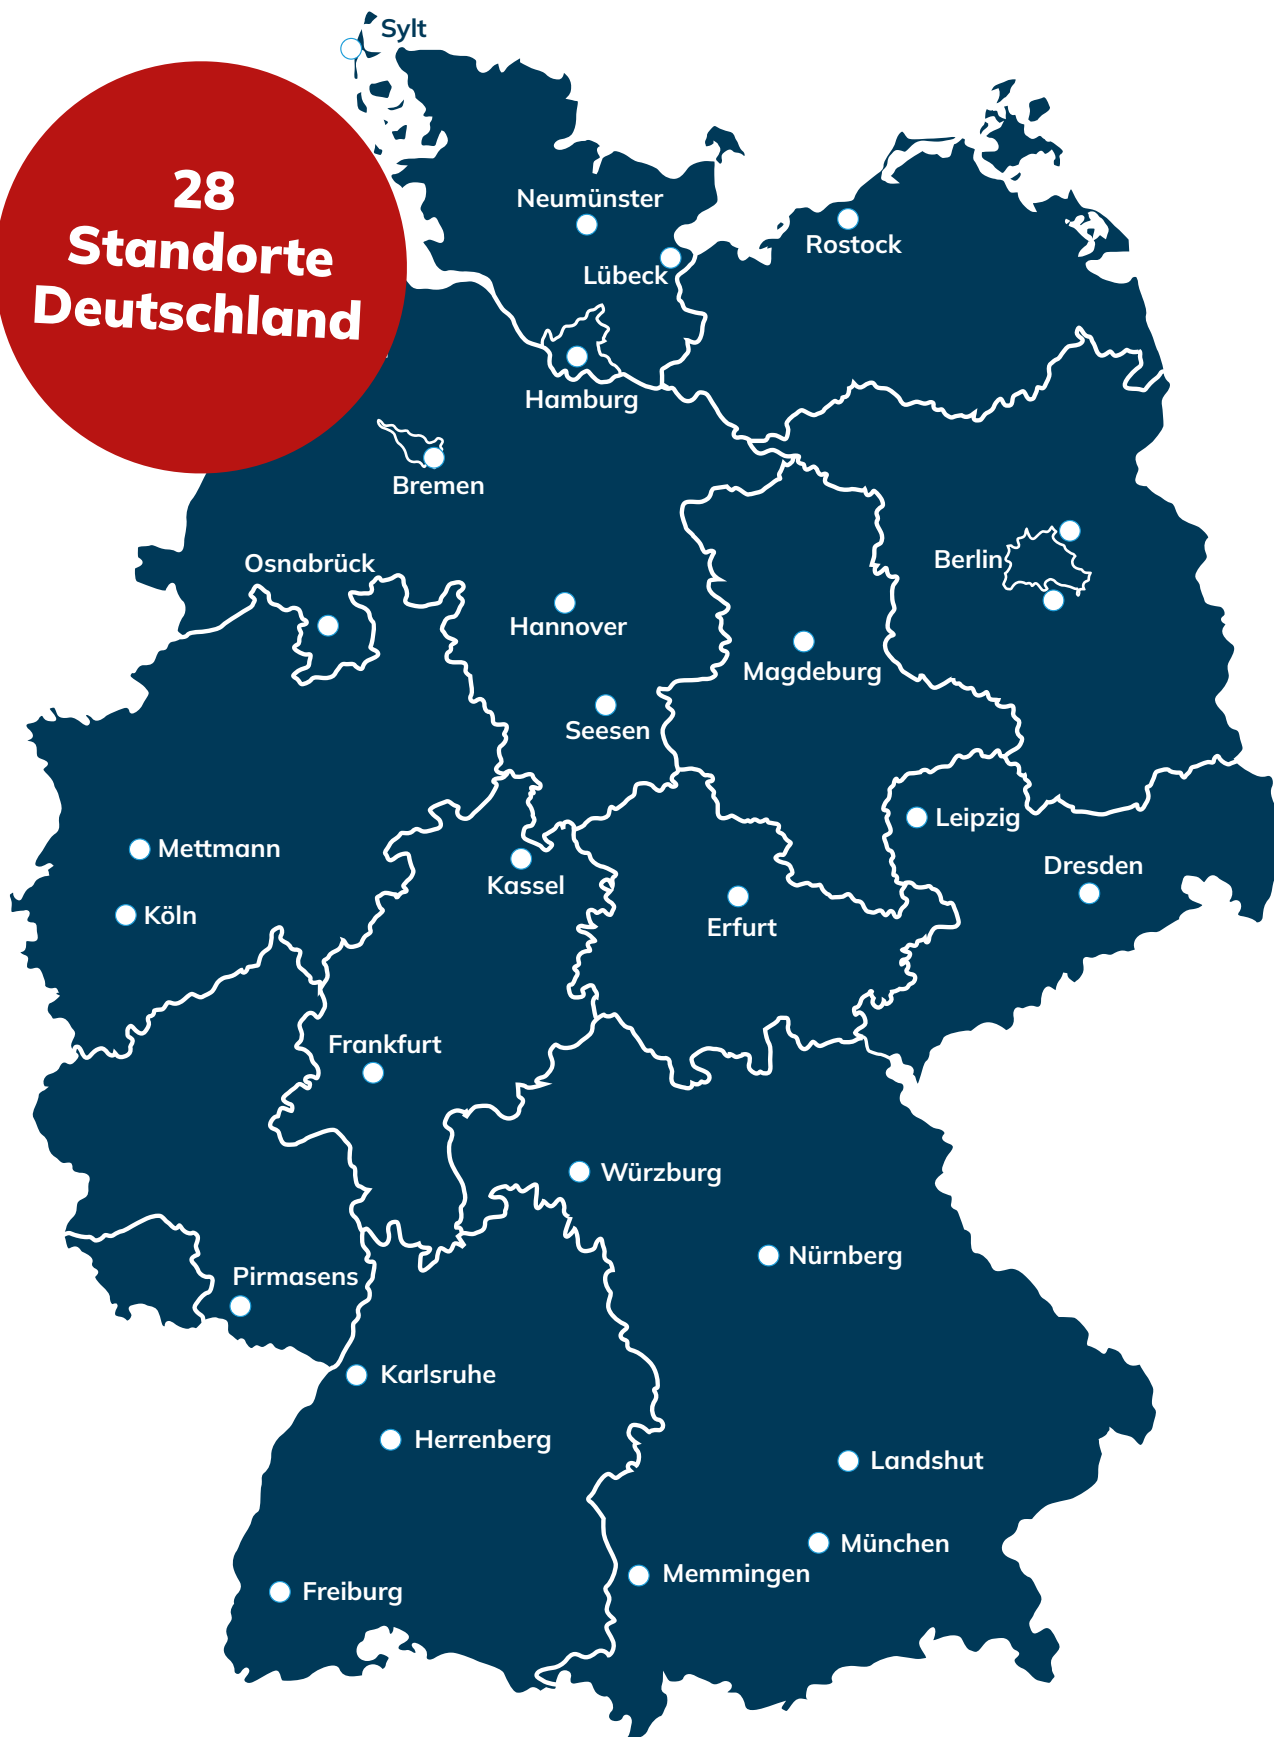 Sylt
28
Standorte
Deutschland
Neumünster
Rostock
Lübeck
Hamburg
Bremen
Osnabrück
Berlin
Hannover
Magdeburg
Seesen
Leipzig
Mettmann
Dresden
Kassel
Köln
Erfurt
Frankfurt
Würzburg
Nürnberg
Pirmasens
Karlsruhe
Herrenberg
Landshut
München
Memmingen
Freiburg